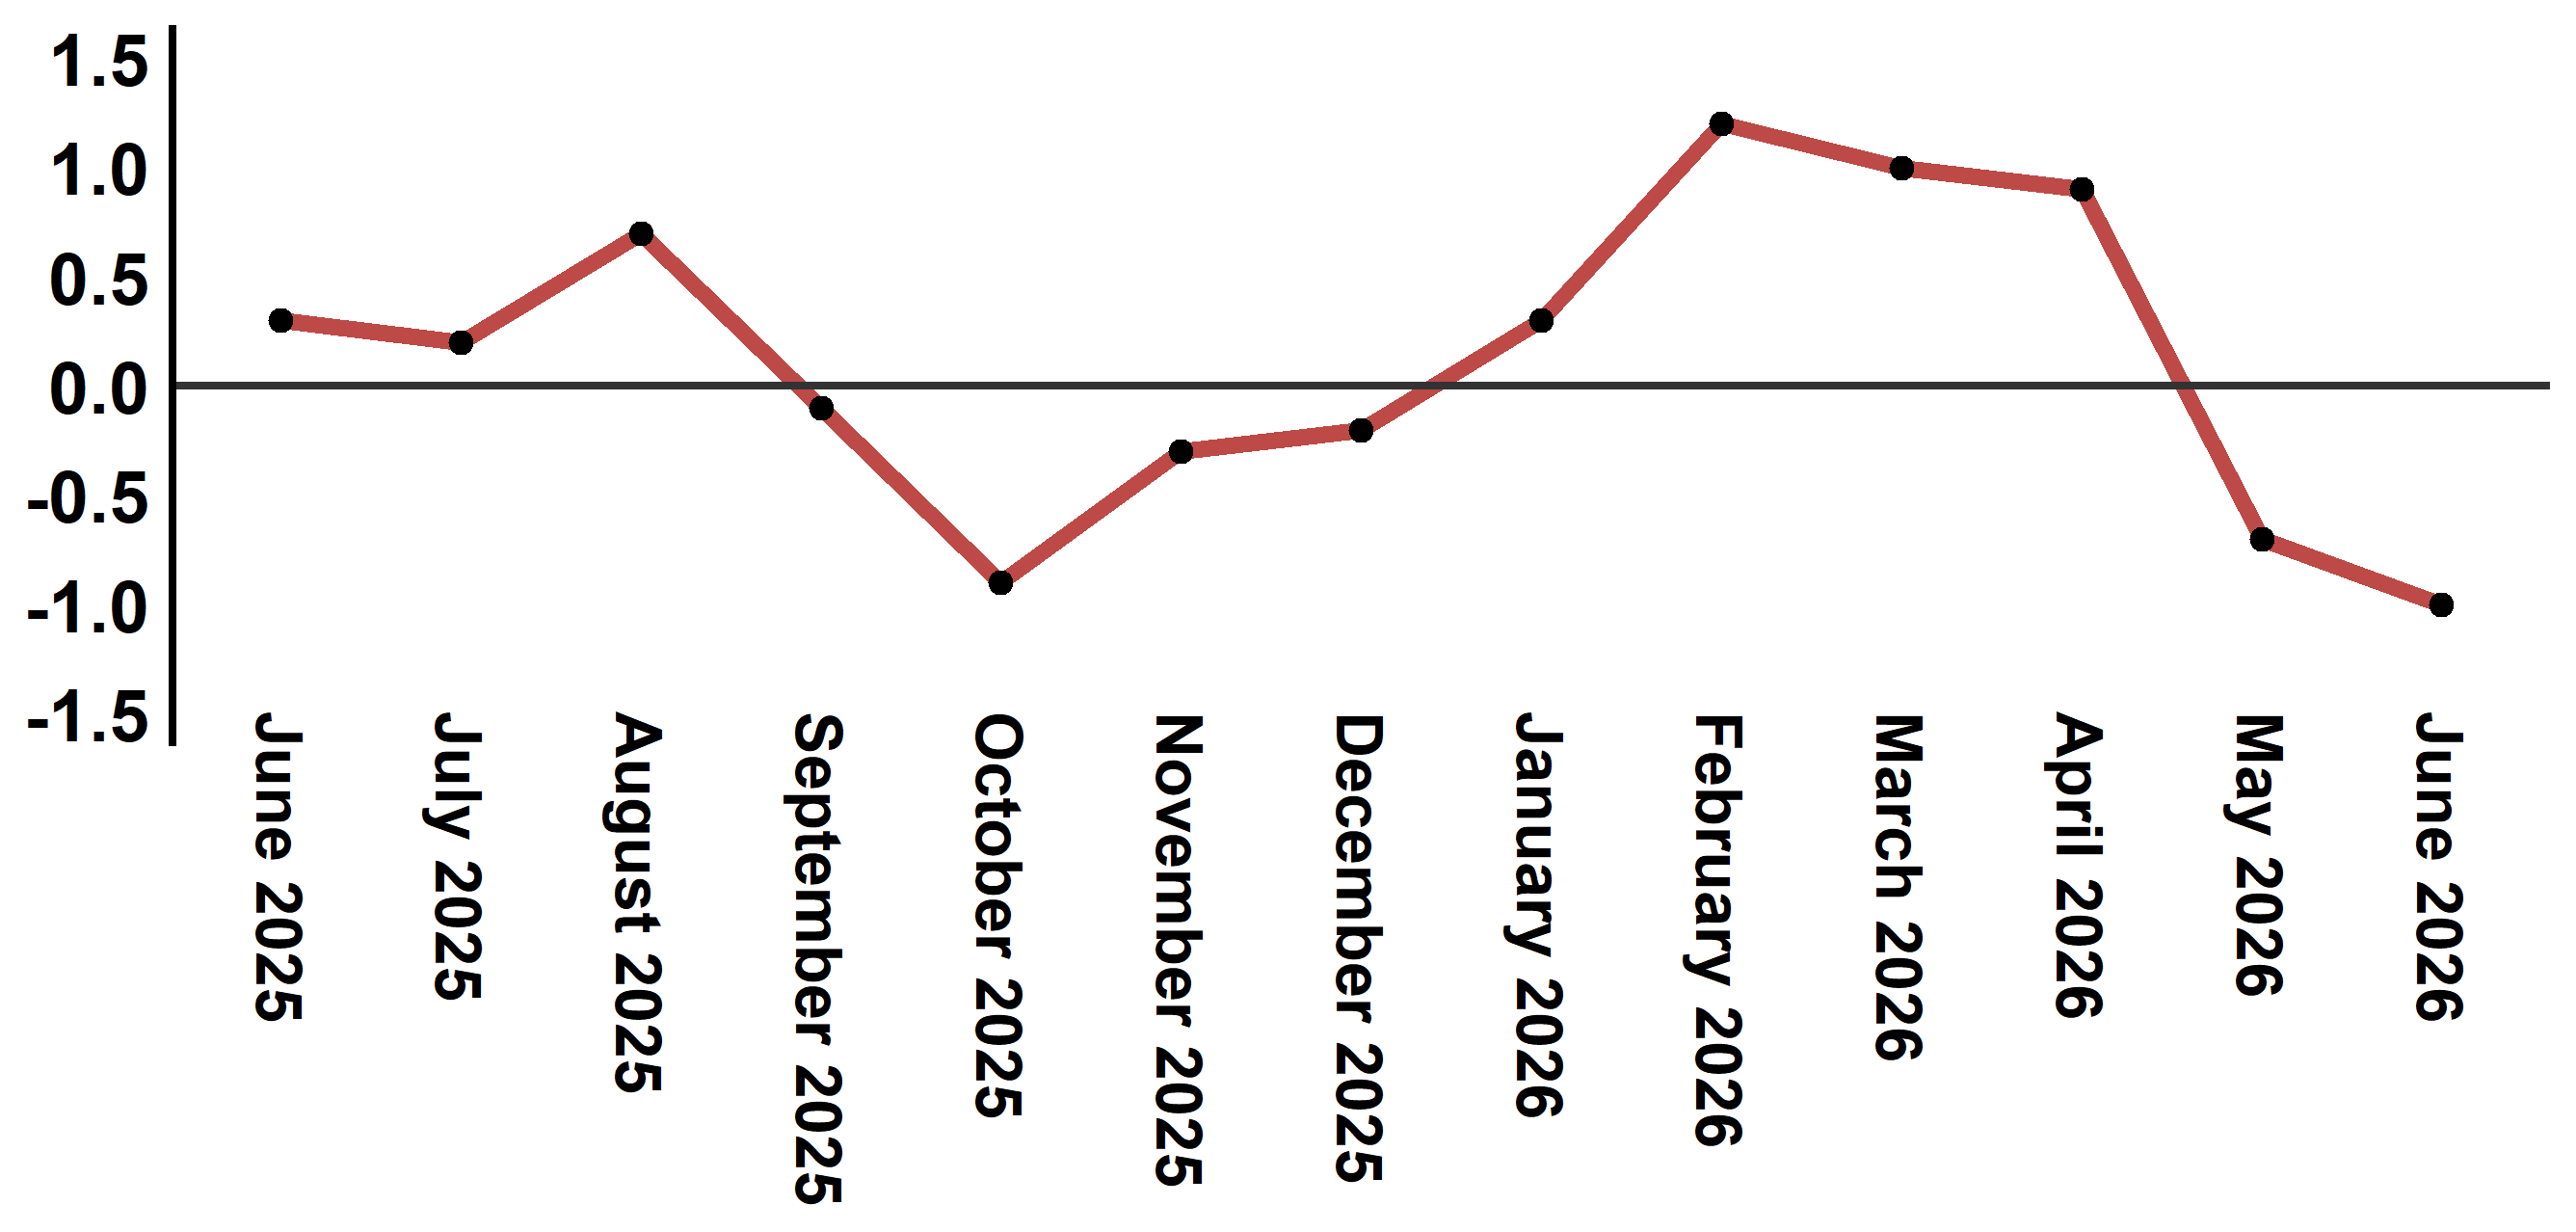 1.5
1.0
0.5
0.0
-0.5
-1.0
-1.5
June 2025
July 2025
August 2025
September 2025
October 2025
November 2025
December 2025
January 2026
February 2026
March 2026
April 2026
May 2026
June 2026